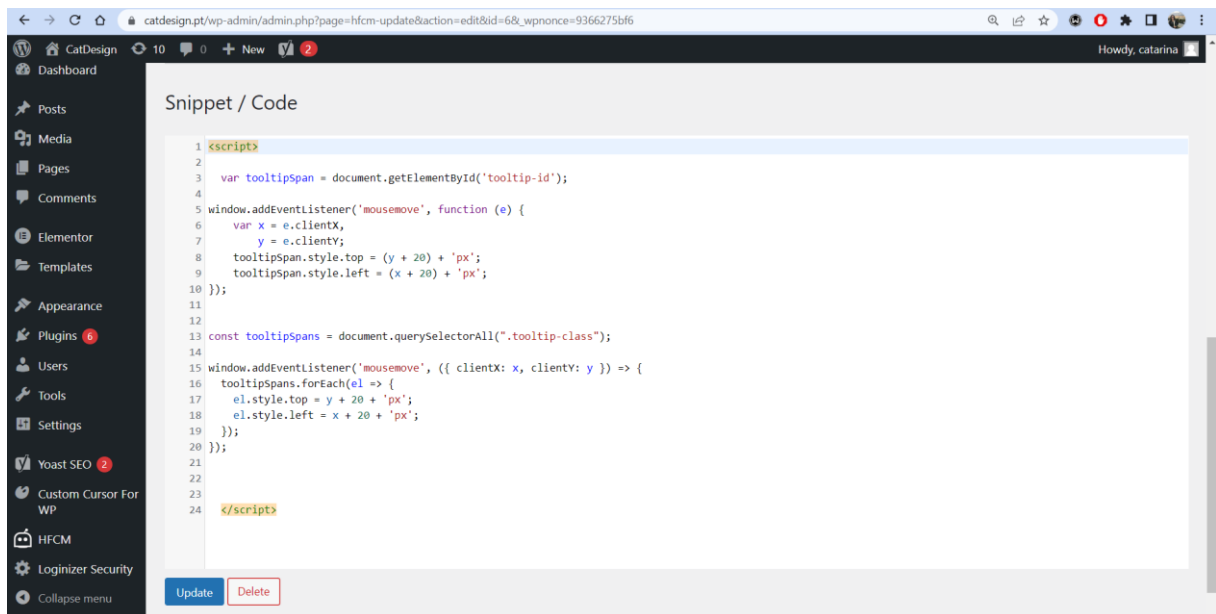 catdesign.pt/wp-admin/admin.php?page=hfcm-update&action=edit&id=6&_wpnonce=9366275bf6
CatDesign 10 0 + New 2 Howdy, catarina
Dashboard
Posts
Media
Pages
Comments
Elementor
Templates
Appearance
Plugins 6
Users
Tools
Settings
Yoast SEO 2
Custom Cursor For
WP
HFCM
Loginizer Security
Collapse menu
Snippet / Code
1 <script>
2
3 var tooltipSpan = document.getElementById('tooltip-id');
4
5 window.addEventListener('mousemove', function (e) {
6 var x = e.clientX,
7 y = e.clientY;
8 tooltipSpan.style.top = (y + 20) + 'px';
9 tooltipSpan.style.left = (x + 20) + 'px';
10 });
11
12
13 const tooltipSpans = document.querySelectorAll(".tooltip-class");
14
15 window.addEventListener('mousemove', ({ clientX: x, clientY: y }) => {
16 tooltipSpans.forEach(el => {
17 el.style.top = y + 20 + 'px';
18 el.style.left = x + 20 + 'px';
19 });
20 });
21
22
23
24 </script>
Update Delete